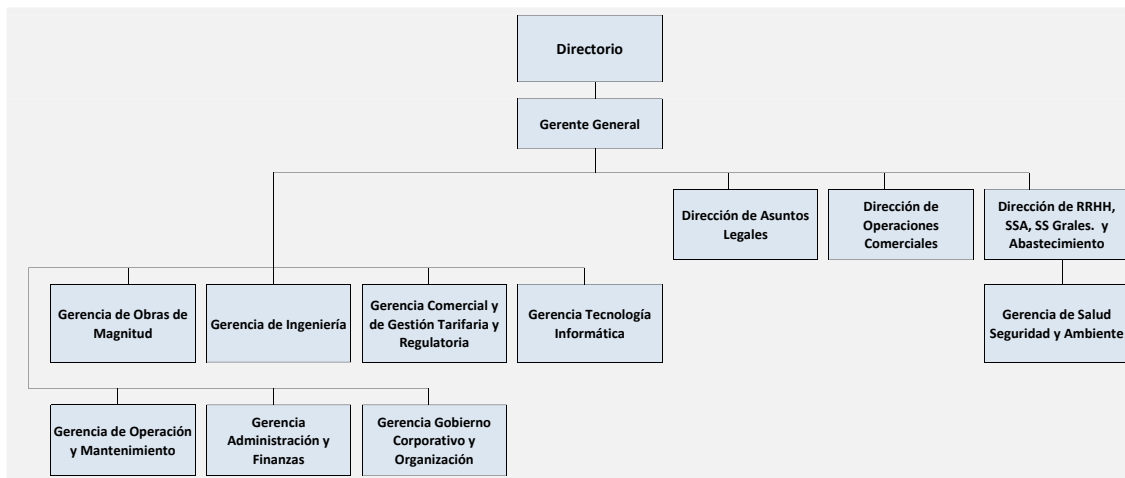 Directorio
Gerente General
Dirección de Asuntos
Legales
Dirección de
Operaciones
Comerciales
Dirección de RRHH,
SSA, SS Grales. y
Abastecimiento
Gerencia de Obras de
Magnitud
Gerencia de Ingeniería
Gerencia Comercial y
de Gestión Tarifaria y
Regulatoria
Gerencia Tecnología
Informática
Gerencia de Salud
Seguridad y Ambiente
Gerencia de Operación
y Mantenimiento
Gerencia
Administración y
Finanzas
Gerencia Gobierno
Corporativo y
Organización